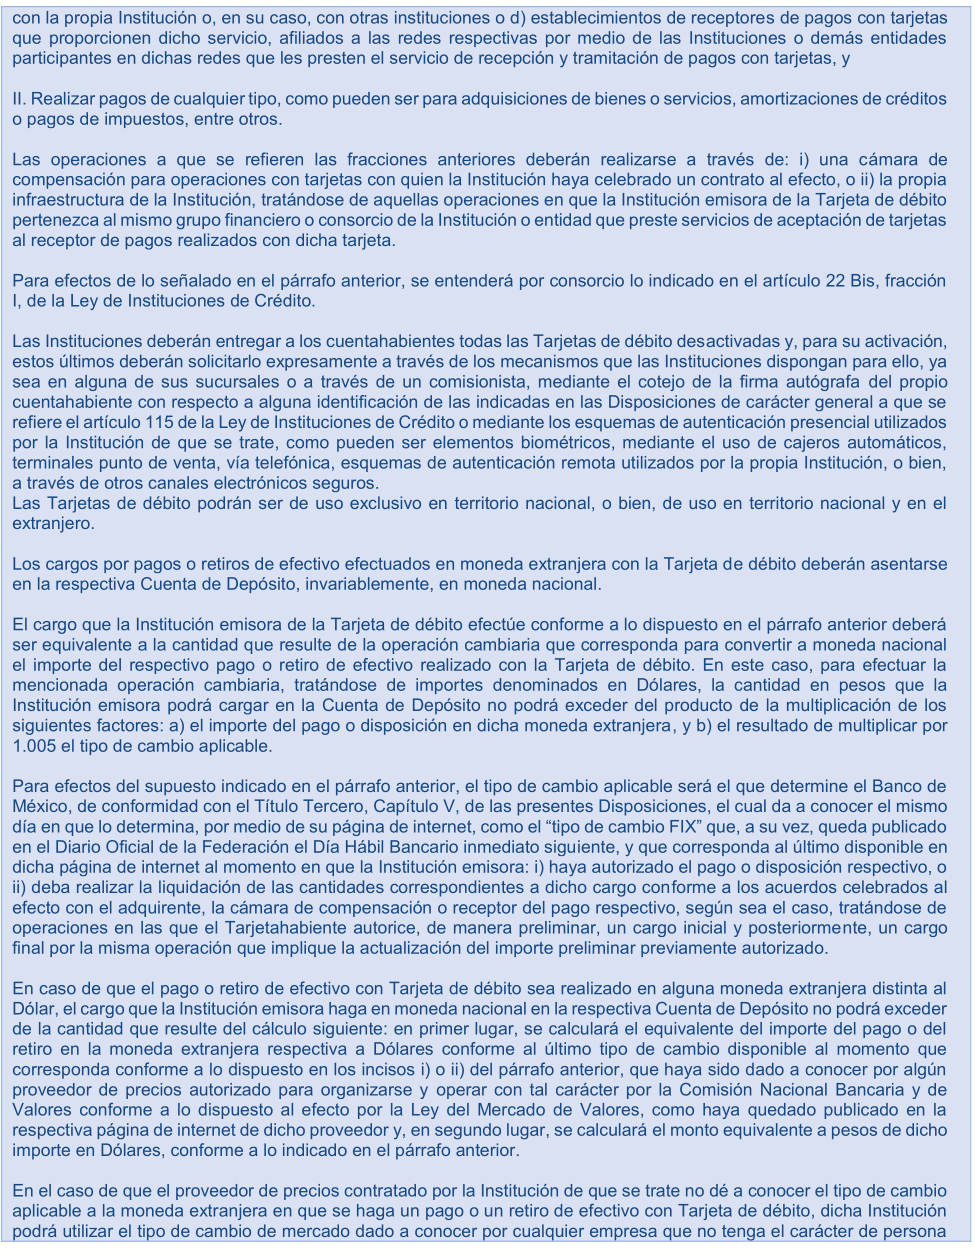 con la propia Institución o, en su caso, con otras instituciones o d) establecimientos de receptores de pagos con tarjetas
que proporcionen dicho servicio, afiliados a las redes respectivas por medio de las Instituciones o demás entidades
participantes en dichas redes que les presten el servicio de recepción y tramitación de pagos con tarjetas, y
II. Realizar pagos de cualquier tipo, como pueden ser para adquisiciones de bienes o servicios, amortizaciones de créditos
o pagos de impuestos, entre otros.
Las operaciones a que se refieren las fracciones anteriores deberán realizarse a través de: i) una cámara de
compensación para operaciones con tarjetas con quien la Institución haya celebrado un contrato al efecto, o ii) la propia
infraestructura de la Institución, tratándose de aquellas operaciones en que la Institución emisora de la Tarjeta de débito
pertenezca al mismo grupo financiero o consorcio de la Institución o entidad que preste servicios de aceptación de tarjetas
al receptor de pagos realizados con dicha tarjeta.
Para efectos de lo señalado en el párrafo anterior, se entenderá por consorcio lo indicado en el artículo 22 Bis, fracción
I, de la Ley de Instituciones de Crédito.
Las Instituciones deberán entregar a los cuentahabientes todas las Tarjetas de débito desactivadas y, para su activación,
estos últimos deberán solicitarlo expresamente a través de los mecanismos que las Instituciones dispongan para ello, ya
sea en alguna de sus sucursales o a través de un comisionista, mediante el cotejo de la firma autógrafa del propio
cuentahabiente con respecto a alguna identificación de las indicadas en las Disposiciones de carácter general a que se
refiere el artículo 115 de la Ley de Instituciones de Crédito o mediante los esquemas de autenticación presencial utilizados
por la Institución de que se trate, como pueden ser elementos biométricos, mediante el uso de cajeros automáticos,
terminales punto de venta, vía telefónica, esquemas de autenticación remota utilizados por la propia Institución, o bien,
a través de otros canales electrónicos seguros.
Las Tarjetas de débito podrán ser de uso exclusivo en territorio nacional, o bien, de uso en territorio nacional y en el
extranjero.
Los cargos por pagos o retiros de efectivo efectuados en moneda extranjera con la Tarjeta de débito deberán asentarse
en la respectiva Cuenta de Depósito, invariablemente, en moneda nacional.
El cargo que la Institución emisora de la Tarjeta de débito efectúe conforme a lo dispuesto en el párrafo anterior deberá
ser equivalente a la cantidad que resulte de la operación cambiaria que corresponda para convertir a moneda nacional
el importe del respectivo pago o retiro de efectivo realizado con la Tarjeta de débito. En este caso, para efectuar la
mencionada operación cambiaria, tratándose de importes denominados en Dólares, la cantidad en pesos que la
Institución emisora podrá cargar en la Cuenta de Depósito no podrá exceder del producto de la multiplicación de los
siguientes factores: a) el importe del pago o disposición en dicha moneda extranjera, y b) el resultado de multiplicar por
1.005 el tipo de cambio aplicable.
Para efectos del supuesto indicado en el párrafo anterior, el tipo de cambio aplicable será el que determine el Banco de
México, de conformidad con el Título Tercero, Capítulo V, de las presentes Disposiciones, el cual da a conocer el mismo
día en que lo determina, por medio de su página de internet, como el “tipo de cambio FIX” que, a su vez, queda publicado
en el Diario Oficial de la Federación el Día Hábil Bancario inmediato siguiente, y que corresponda al último disponible en
dicha página de internet al momento en que la Institución emisora: i) haya autorizado el pago o disposición respectivo, o
ii) deba realizar la liquidación de las cantidades correspondientes a dicho cargo conforme a los acuerdos celebrados al
efecto con el adquirente, la cámara de compensación o receptor del pago respectivo, según sea el caso, tratándose de
operaciones en las que el Tarjetahabiente autorice, de manera preliminar, un cargo inicial y posteriormente, un cargo
final por la misma operación que implique la actualización del importe preliminar previamente autorizado.
En caso de que el pago o retiro de efectivo con Tarjeta de débito sea realizado en alguna moneda extranjera distinta al
Dólar, el cargo que la Institución emisora haga en moneda nacional en la respectiva Cuenta de Depósito no podrá exceder
de la cantidad que resulte del cálculo siguiente: en primer lugar, se calculará el equivalente del importe del pago o del
retiro en la moneda extranjera respectiva a Dólares conforme al último tipo de cambio disponible al momento que
corresponda conforme a lo dispuesto en los incisos i) o ii) del párrafo anterior, que haya sido dado a conocer por algún
proveedor de precios autorizado para organizarse y operar con tal carácter por la Comisión Nacional Bancaria y de
Valores conforme a lo dispuesto al efecto por la Ley del Mercado de Valores, como haya quedado publicado en la
respectiva página de internet de dicho proveedor y, en segundo lugar, se calculará el monto equivalente a pesos de dicho
importe en Dólares, conforme a lo indicado en el párrafo anterior.
En el caso de que el proveedor de precios contratado por la Institución de que se trate no dé a conocer el tipo de cambio
aplicable a la moneda extranjera en que se haga un pago o un retiro de efectivo con Tarjeta de débito, dicha Institución
podrá utilizar el tipo de cambio de mercado dado a conocer por cualquier empresa que no tenga el carácter de persona